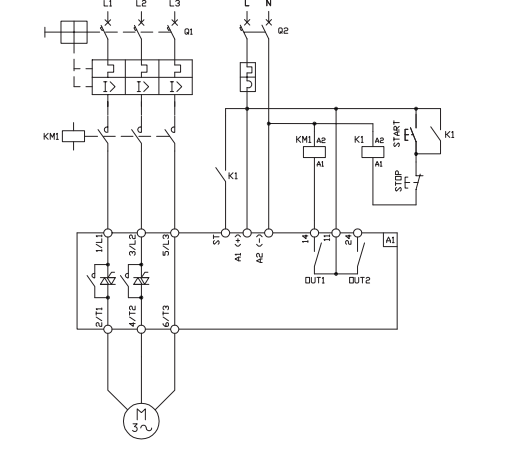 L1 L2 L3 L N
Q1 Q2
I> I> I>
KM1
START K1
KM1 A2 K1 A2
A1 A1
K1 STOP
1/L1 3/L2 5/L3 ST A1 (+) A2 (-) 14 11 24 A1
OUT1 OUT2
2/T1 4/T2 6/T3
M
3~